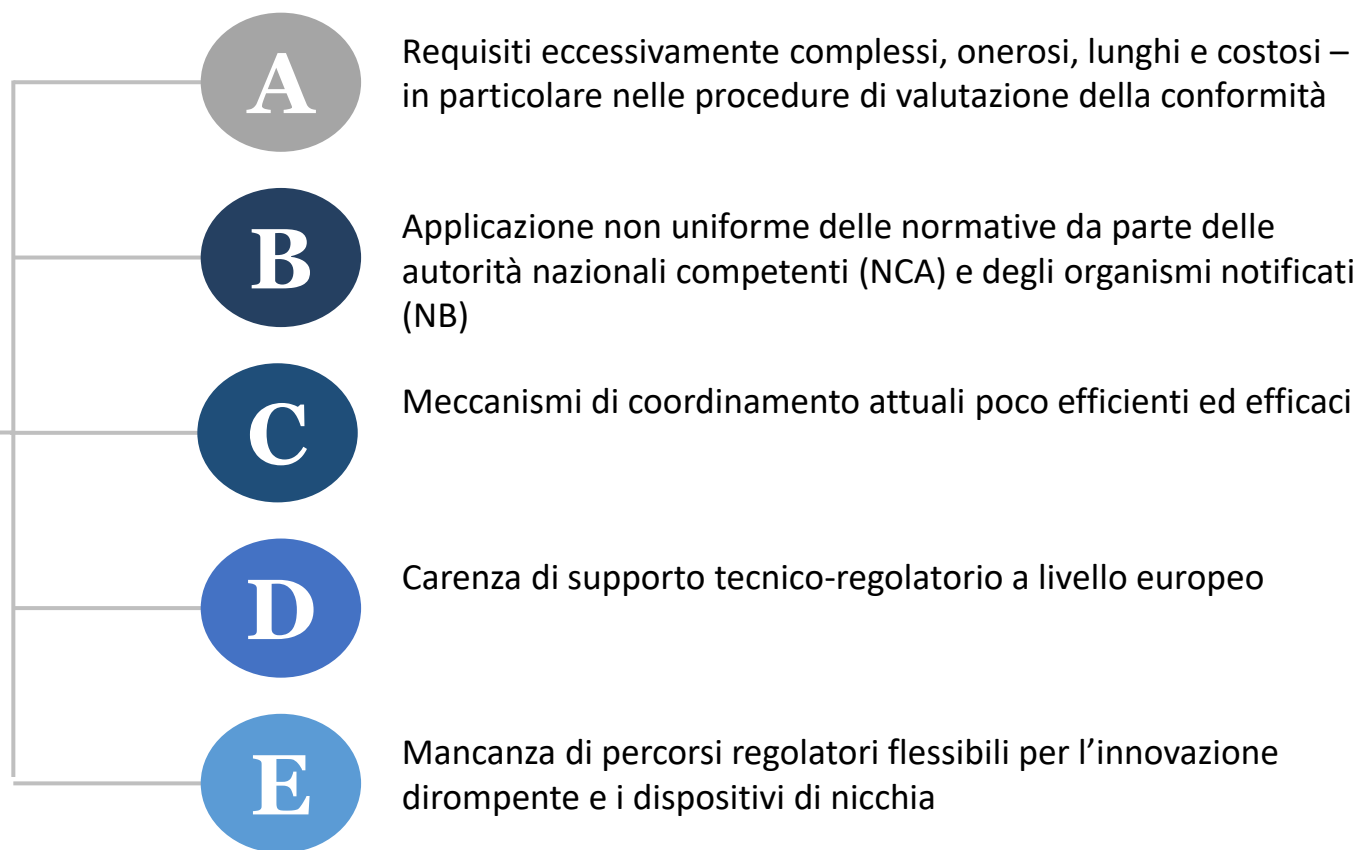 A
Requisiti eccessivamente complessi, onerosi, lunghi e costosi –
in particolare nelle procedure di valutazione della conformità
B
Applicazione non uniforme delle normative da parte delle
autorità nazionali competenti (NCA) e degli organismi notificati
(NB)
C
Meccanismi di coordinamento attuali poco efficienti ed efficaci
D
Carenza di supporto tecnico-regolatorio a livello europeo
E
Mancanza di percorsi regolatori flessibili per l’innovazione
dirompente e i dispositivi di nicchia